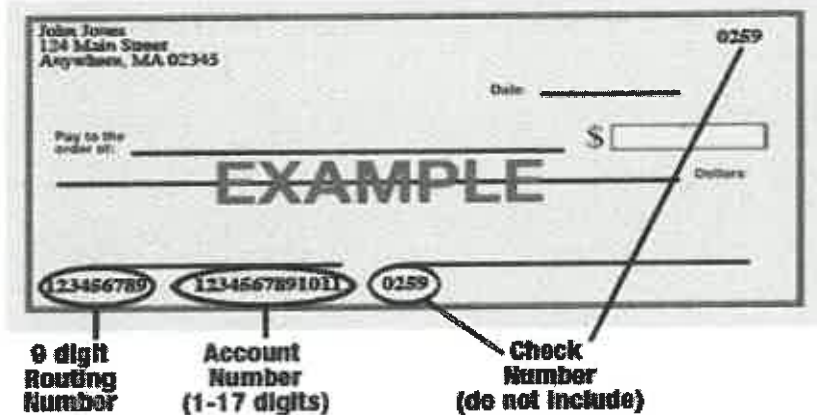 John Jones
124 Main Street
Anywhere, MA 02345
0259
Date
Pay to the
order of:
$
EXAMPLE
Dollars
123456789
1234567891011
0259
9 digit
Routing
Number
Account
Number
(1-17 digits)
Check
Number
(do not include)